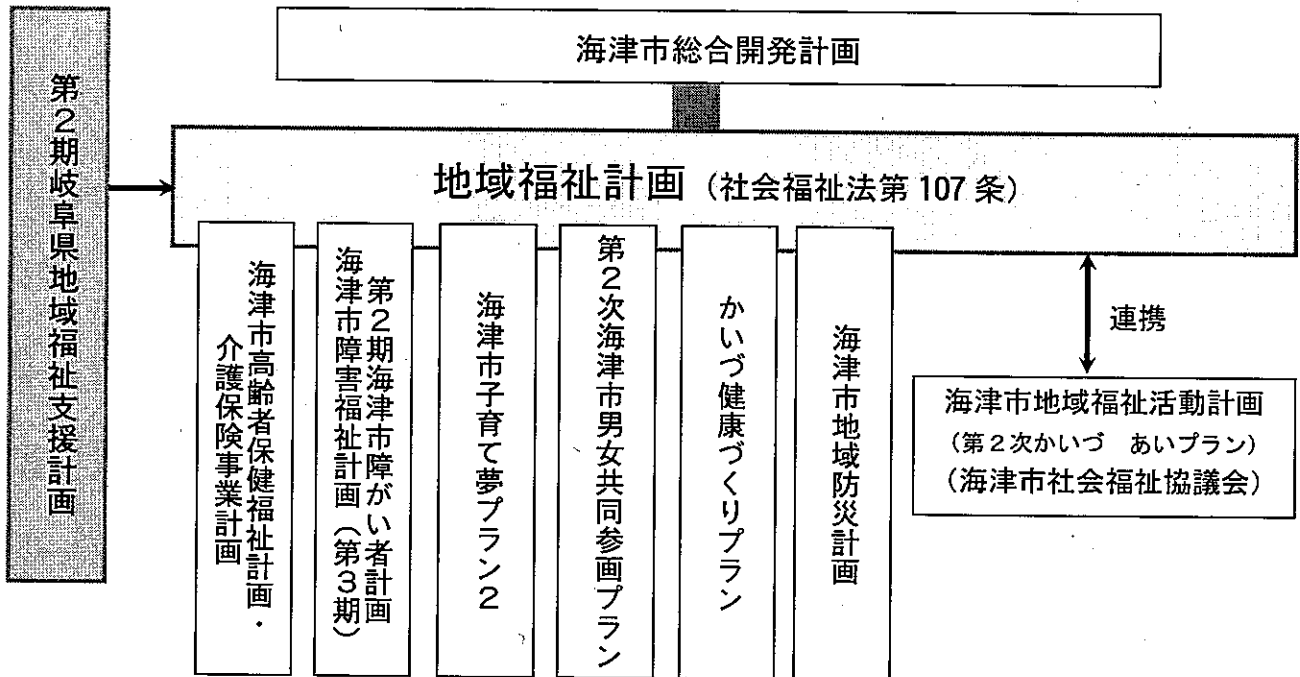 海津市総合開発計画
第2期岐阜県地域福祉支援計画
地域福祉計画（社会福祉法第107条）
海津市高齢者保健福祉計画・
介護保険事業計画
第2期海津市障がい者計画
海津市障害福祉計画（第3期）
海津市子育て夢プラン2
第2次海津市男女共同参画プラン
かいづ健康づくりプラン
海津市地域防災計画
連携
海津市地域福祉活動計画
（第2次かいづ　あいプラン）
（海津市社会福祉協議会）